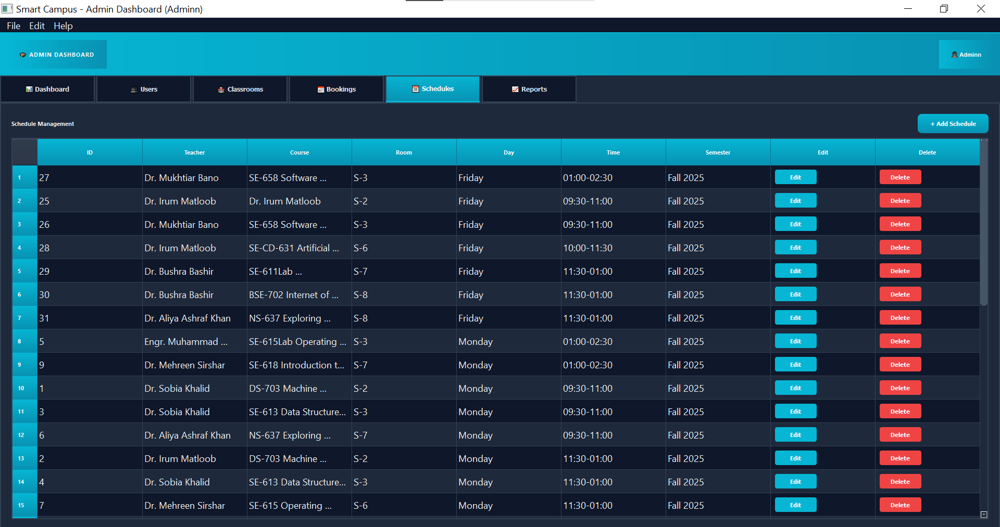 Smart Campus - Admin Dashboard (Adminn)
File Edit Help
ADMIN DASHBOARD
Adminn
Dashboard Users Classrooms Bookings Schedules Reports
Schedule Management
+ Add Schedule
ID Teacher Course Room Day Time Semester Edit Delete
1 27 Dr. Mukhtiar Bano SE-658 Software ... S-3 Friday 01:00-02:30 Fall 2025 Edit Delete
2 25 Dr. Irum Matloob Dr. Irum Matloob S-2 Friday 09:30-11:00 Fall 2025 Edit Delete
3 26 Dr. Mukhtiar Bano SE-658 Software ... S-3 Friday 09:30-11:00 Fall 2025 Edit Delete
4 28 Dr. Irum Matloob SE-CD-631 Artificial ... S-6 Friday 10:00-11:30 Fall 2025 Edit Delete
5 29 Dr. Bushra Bashir SE-611Lab ... S-7 Friday 11:30-01:00 Fall 2025 Edit Delete
6 30 Dr. Bushra Bashir BSE-702 Internet of ... S-8 Friday 11:30-01:00 Fall 2025 Edit Delete
7 31 Dr. Aliya Ashraf Khan NS-637 Exploring ... S-8 Friday 11:30-01:00 Fall 2025 Edit Delete
8 5 Engr. Muhammad ... SE-615Lab Operating ... S-3 Monday 01:00-02:30 Fall 2025 Edit Delete
9 9 Dr. Mehreen Sirshar SE-618 Introduction t... S-7 Monday 01:00-02:30 Fall 2025 Edit Delete
10 1 Dr. Sobia Khalid DS-703 Machine ... S-2 Monday 09:30-11:00 Fall 2025 Edit Delete
11 3 Dr. Sobia Khalid SE-613 Data Structure... S-3 Monday 09:30-11:00 Fall 2025 Edit Delete
12 6 Dr. Aliya Ashraf Khan NS-637 Exploring ... S-7 Monday 09:30-11:00 Fall 2025 Edit Delete
13 2 Dr. Irum Matloob DS-703 Machine ... S-2 Monday 11:30-01:00 Fall 2025 Edit Delete
14 4 Dr. Sobia Khalid SE-613 Data Structure... S-3 Monday 11:30-01:00 Fall 2025 Edit Delete
15 7 Dr. Mehreen Sirshar SE-615 Operating ... S-6 Monday 11:30-01:00 Fall 2025 Edit Delete